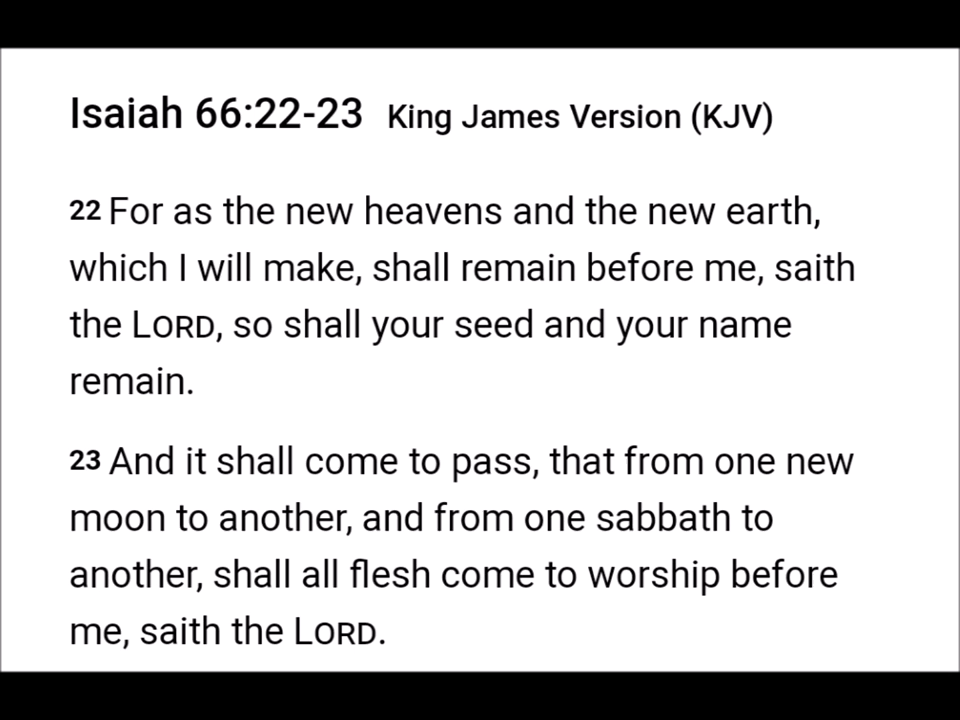 Isaiah 66:22-23 King James Version (KJV)
22 For as the new heavens and the new earth,
which I will make, shall remain before me, saith
the LORD, so shall your seed and your name
remain.
23 And it shall come to pass, that from one new
moon to another, and from one sabbath to
another, shall all flesh come to worship before
me, saith the LORD.